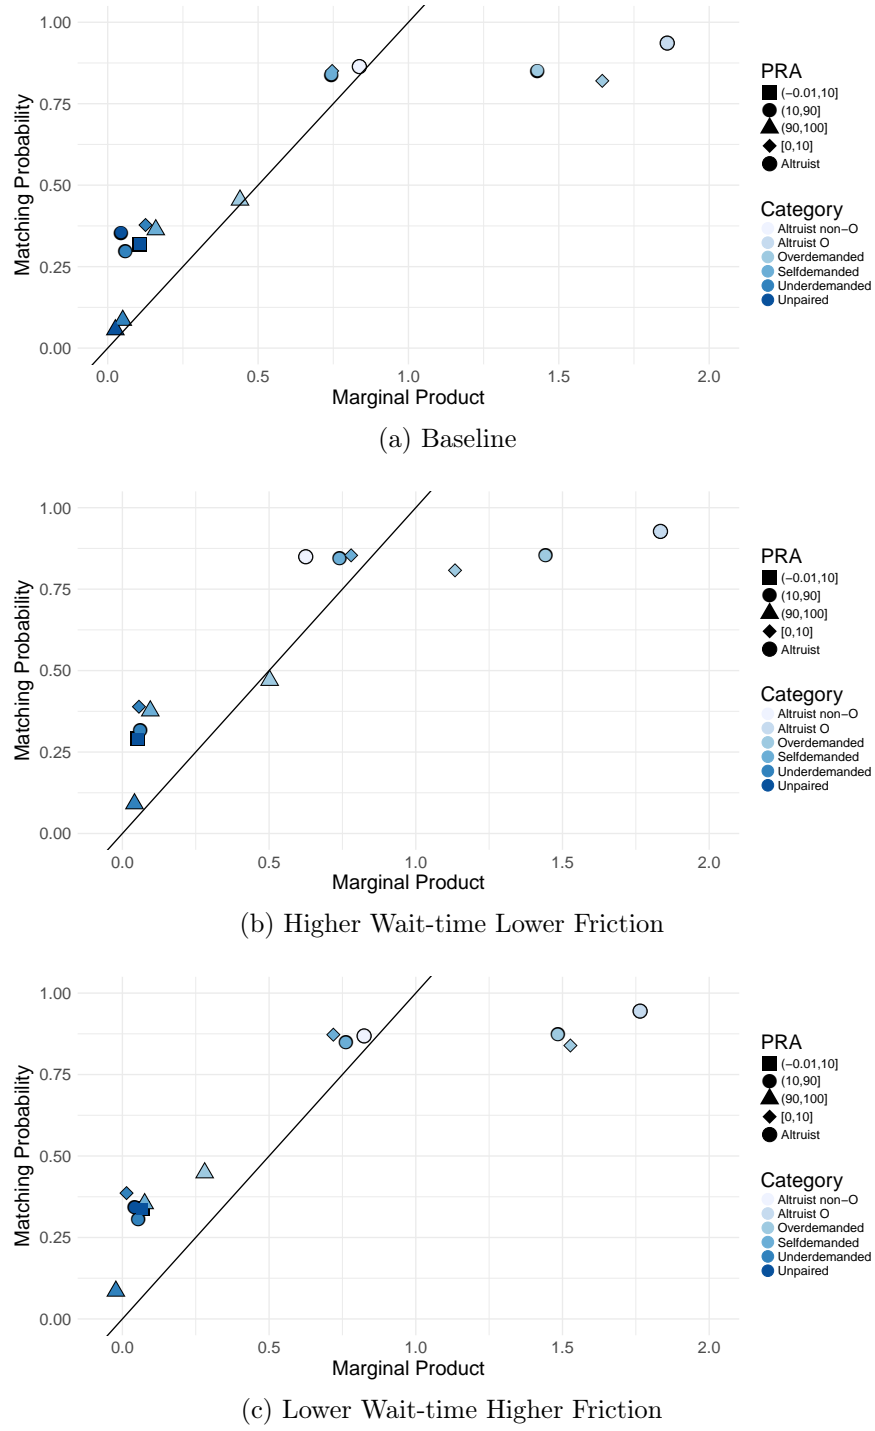 1.00
0.75
0.50
0.25
0.00
Matching Probability
0.0 0.5 1.0 1.5 2.0
Marginal Product
PRA
(−0.01,10]
(10,90]
(90,100]
[0,10]
Altruist
Category
Altruist non−O
Altruist O
Overdemanded
Selfdemanded
Underdemanded
Unpaired
(a) Baseline
1.00
0.75
0.50
0.25
0.00
Matching Probability
0.0 0.5 1.0 1.5 2.0
Marginal Product
PRA
(−0.01,10]
(10,90]
(90,100]
[0,10]
Altruist
Category
Altruist non−O
Altruist O
Overdemanded
Selfdemanded
Underdemanded
Unpaired
(b) Higher Wait-time Lower Friction
1.00
0.75
0.50
0.25
0.00
Matching Probability
0.0 0.5 1.0 1.5 2.0
Marginal Product
PRA
(−0.01,10]
(10,90]
(90,100]
[0,10]
Altruist
Category
Altruist non−O
Altruist O
Overdemanded
Selfdemanded
Underdemanded
Unpaired
(c) Lower Wait-time Higher Friction